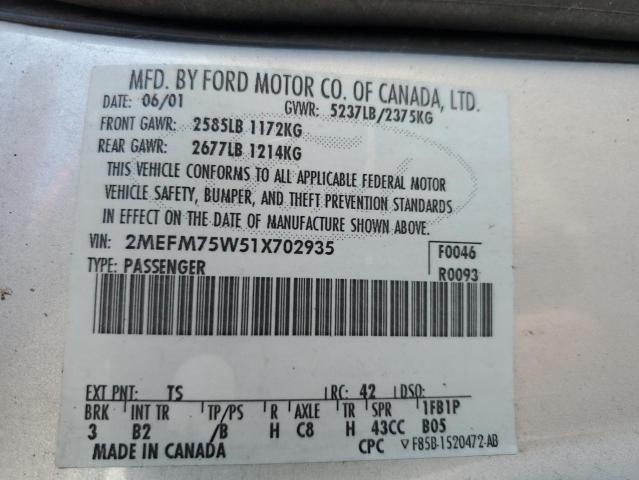 MFD. BY FORD MOTOR CO. OF CANADA, LTD.
DATE: 06/01 GVWR: 5237LB/2375KG
FRONT GAWR: 2585LB 1172KG
REAR GAWR: 2677LB 1214KG
THIS VEHICLE CONFORMS TO ALL APPLICABLE FEDERAL MOTOR
VEHICLE SAFETY, BUMPER, AND THEFT PREVENTION STANDARDS
IN EFFECT ON THE DATE OF MANUFACTURE SHOWN ABOVE.
VIN: 2MEFM75W51X702935 F0046
TYPE: PASSENGER R0093
EXT PNT: TS RC: 42 DSO:
BRK INT TR TP/PS R AXLE TR SPR 1FB1P
3 B2 /B H C8 H 43CC B05
MADE IN CANADA CPC ▽F85B-1520472-AB